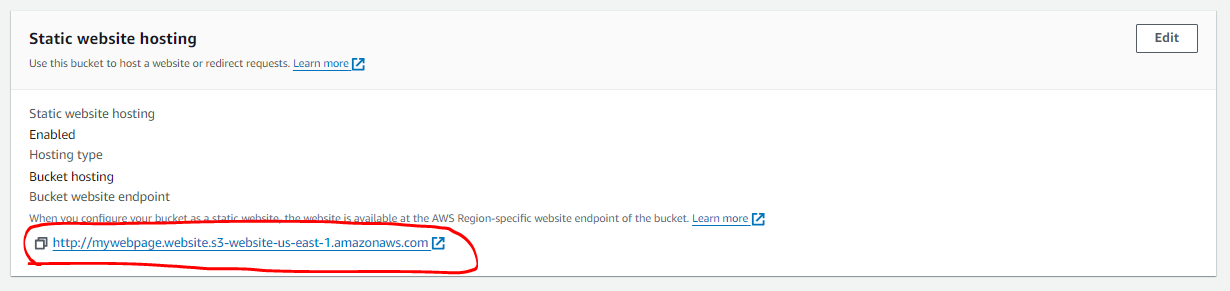 Static website hosting
Edit
Use this bucket to host a website or redirect requests. Learn more
Static website hosting
Enabled
Hosting type
Bucket hosting
Bucket website endpoint
When you configure your bucket as a static website, the website is available at the AWS Region-specific website endpoint of the bucket. Learn more
http://mywebpage.website.s3-website-us-east-1.amazonaws.com